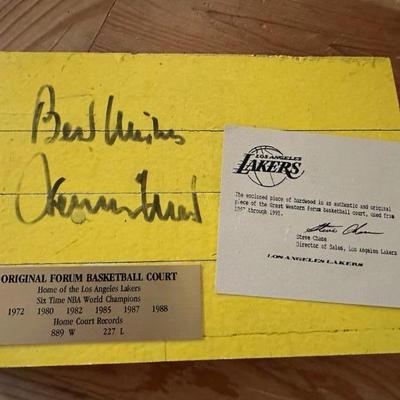 Best Wishes
LOS ANGELES
LAKERS
The enclosed piece of hardwood is an authentic and original
piece of the Great Western Forum basketball court, used from
1967 through 1991.
Steve Chase
Steve Chase
Director of Sales, Los Angeles Lakers
LOS ANGELES LAKERS
ORIGINAL FORUM BASKETBALL COURT
Home of the Los Angeles Lakers
Six Time NBA World Champions
1972 1980 1982 1985 1987 1988
Home Court Records
889 W 227 L